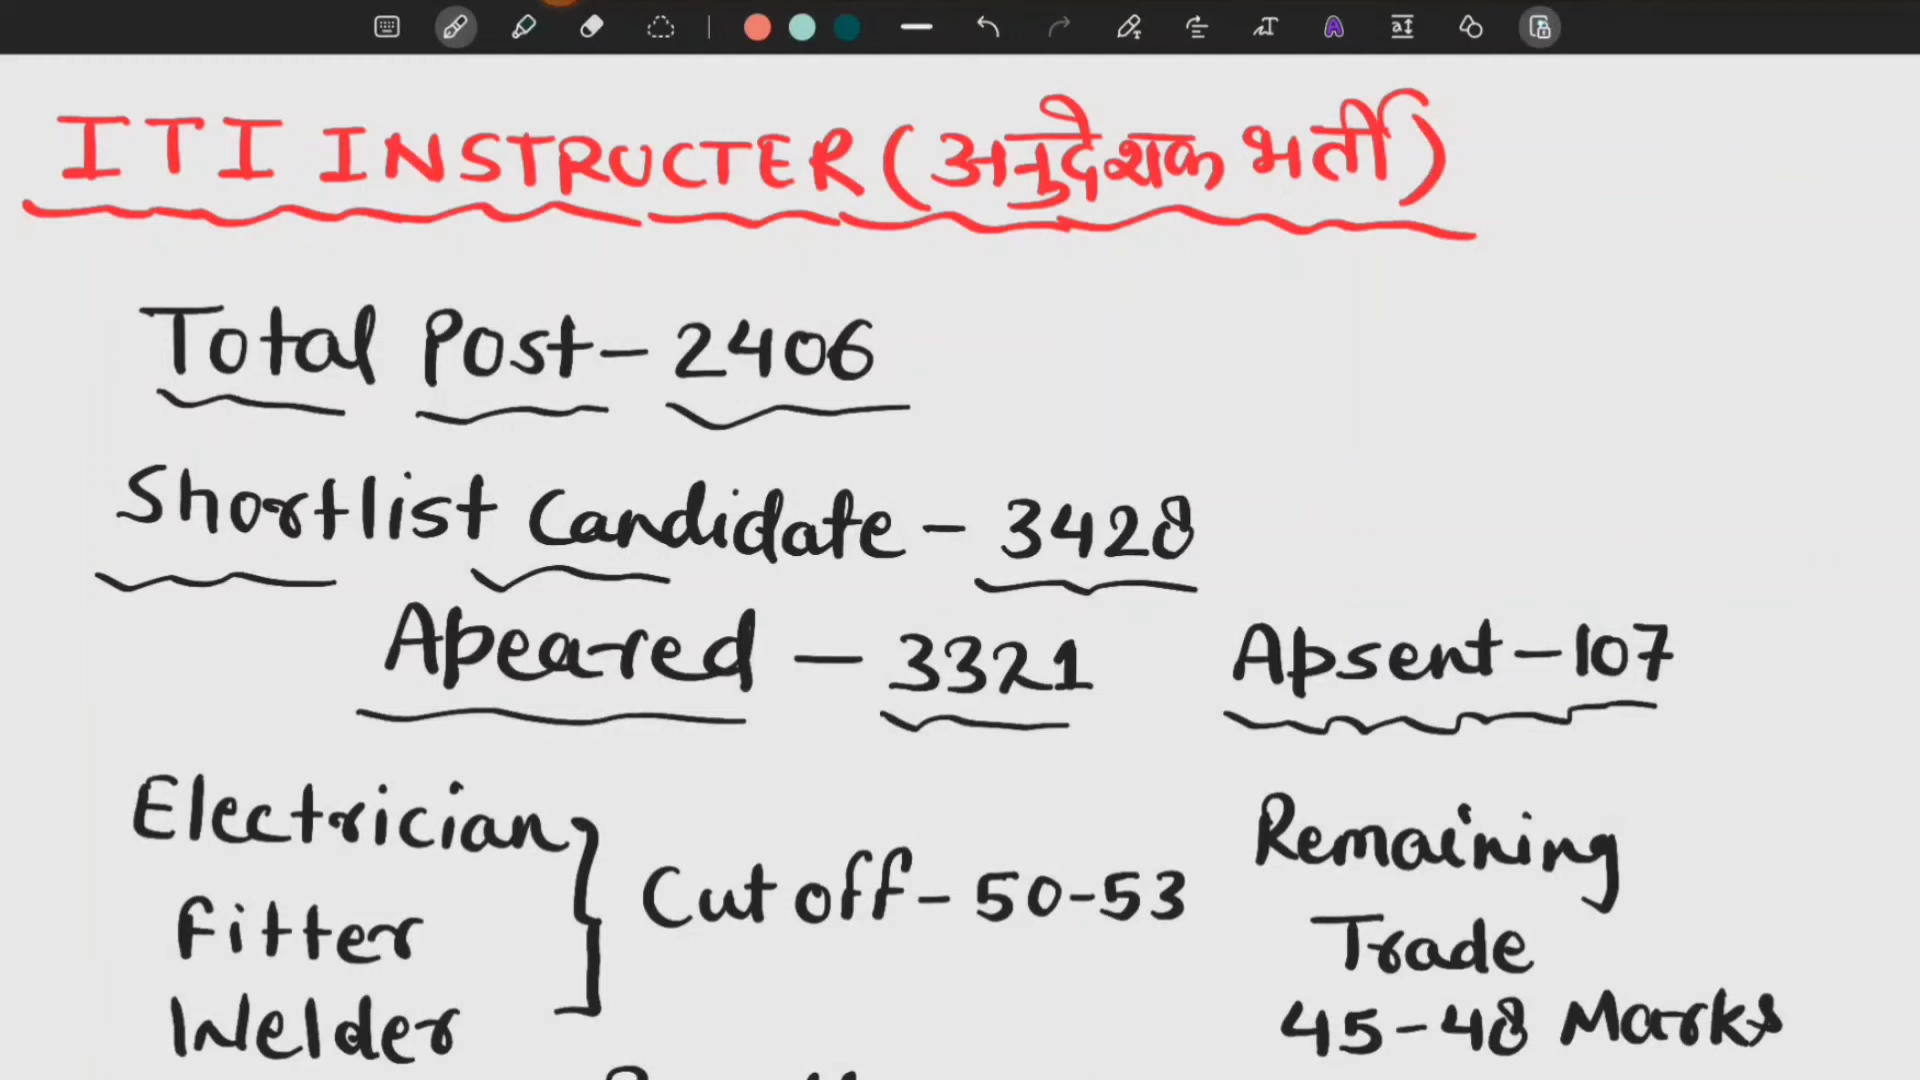 ITI INSTRUCTER (अनुदेशक भर्ती)
Total Post - 2406
Shortlist Candidate - 3428
Apeared - 3321 Apsent - 107
Electrician
Fitter
Welder
Cut off - 50-53
Remaining
Trade
45-48 Marks